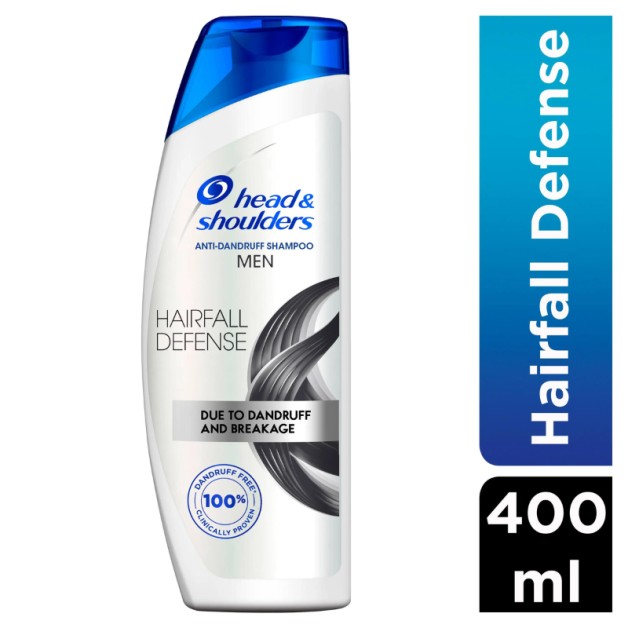 head &
shoulders
ANTI-DANDRUFF SHAMPOO
MEN
HAIRFALL
DEFENSE
DUE TO DANDRUFF
AND BREAKAGE
DANDRUFF FREE*
100%
CLINICALLY PROVEN
Hairfall Defense
400
ml